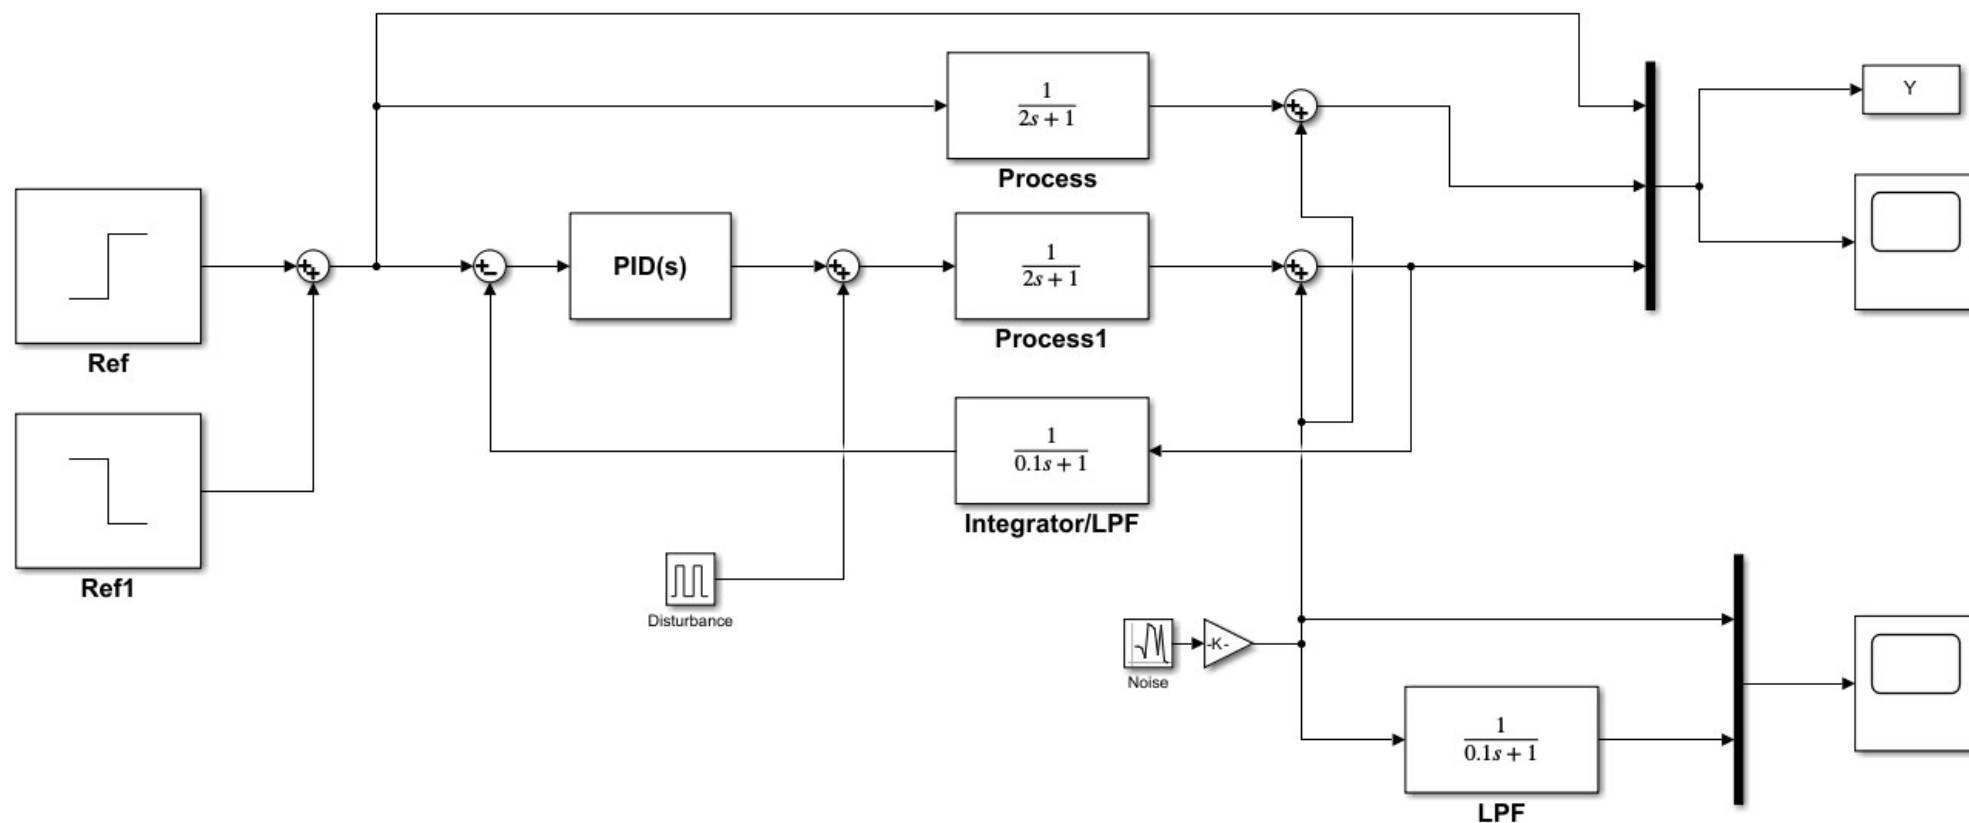 1
2s + 1
Process
Y
Ref
PID(s)
1
2s + 1
Process1
1
0.1s + 1
Integrator/LPF
Ref1
Disturbance
-K-
Noise
1
0.1s + 1
LPF